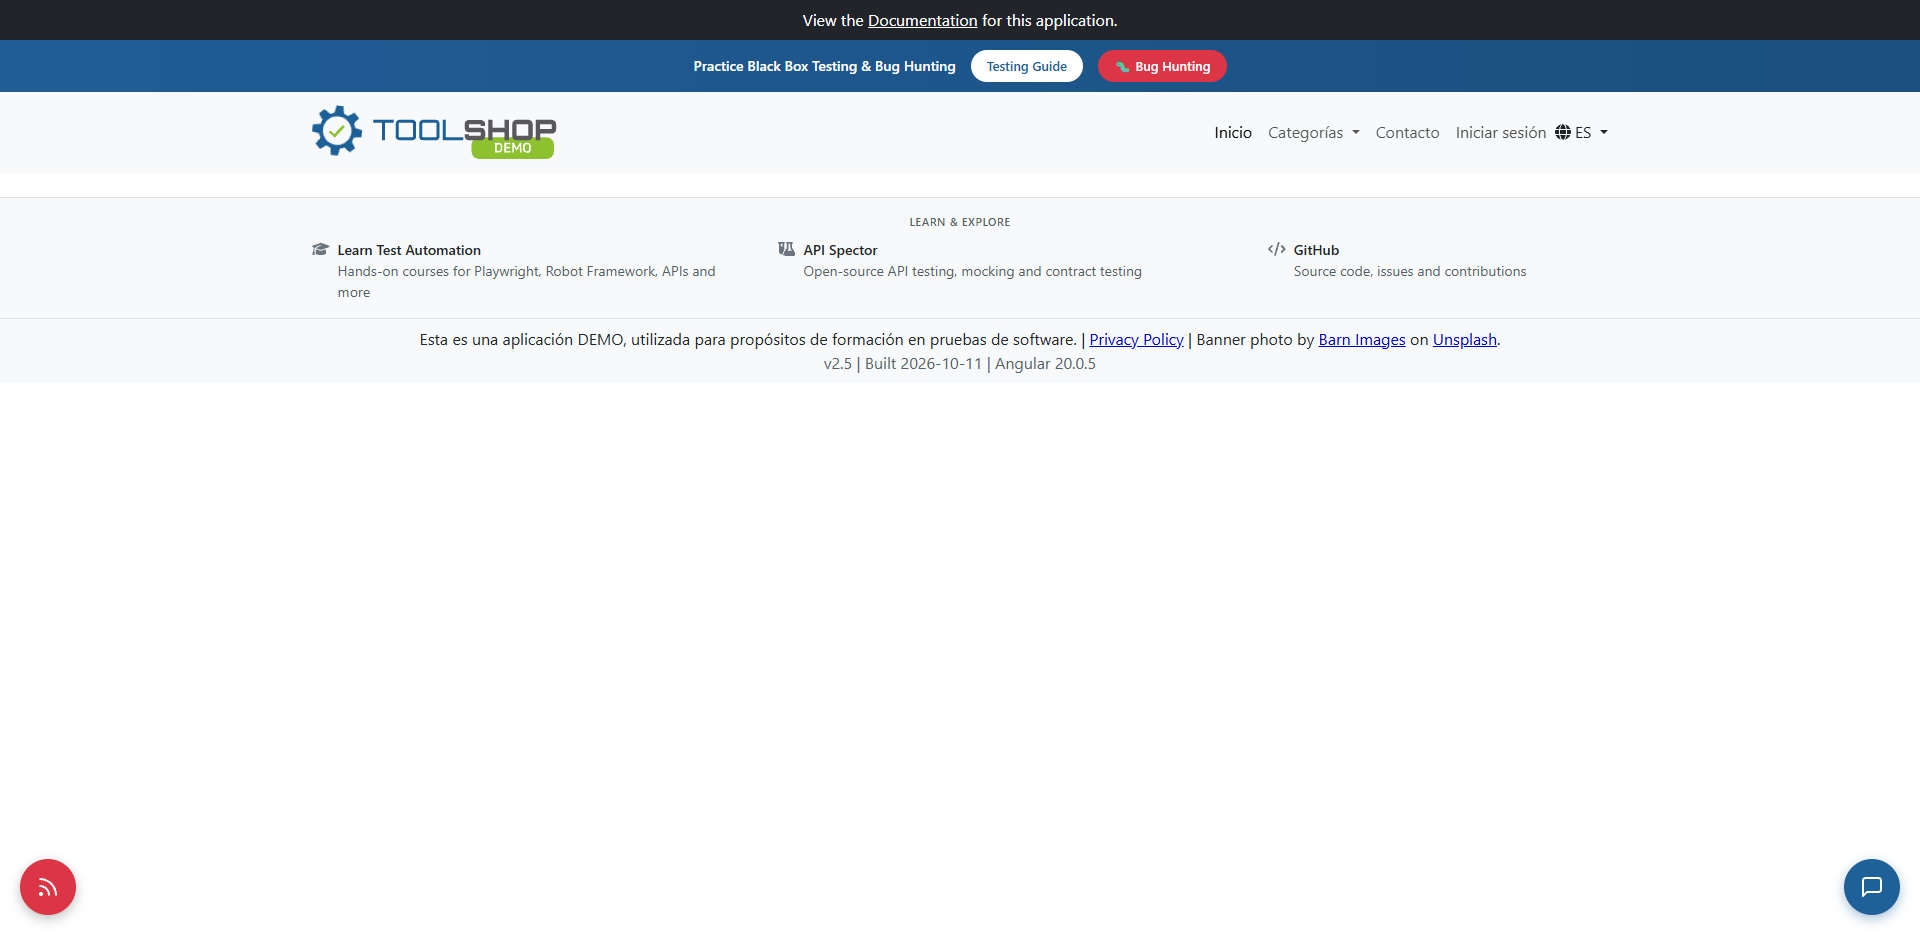 View the Documentation for this application.
Practice Black Box Testing & Bug Hunting
Testing Guide
Bug Hunting
TOOLSHOP
DEMO
Inicio
Categorías
Contacto
Iniciar sesión
ES
LEARN & EXPLORE
Learn Test Automation
Hands-on courses for Playwright, Robot Framework, APIs and
more
API Spector
Open-source API testing, mocking and contract testing
GitHub
Source code, issues and contributions
Esta es una aplicación DEMO, utilizada para propósitos de formación en pruebas de software. | Privacy Policy | Banner photo by Barn Images on Unsplash.
v2.5 | Built 2026-10-11 | Angular 20.0.5